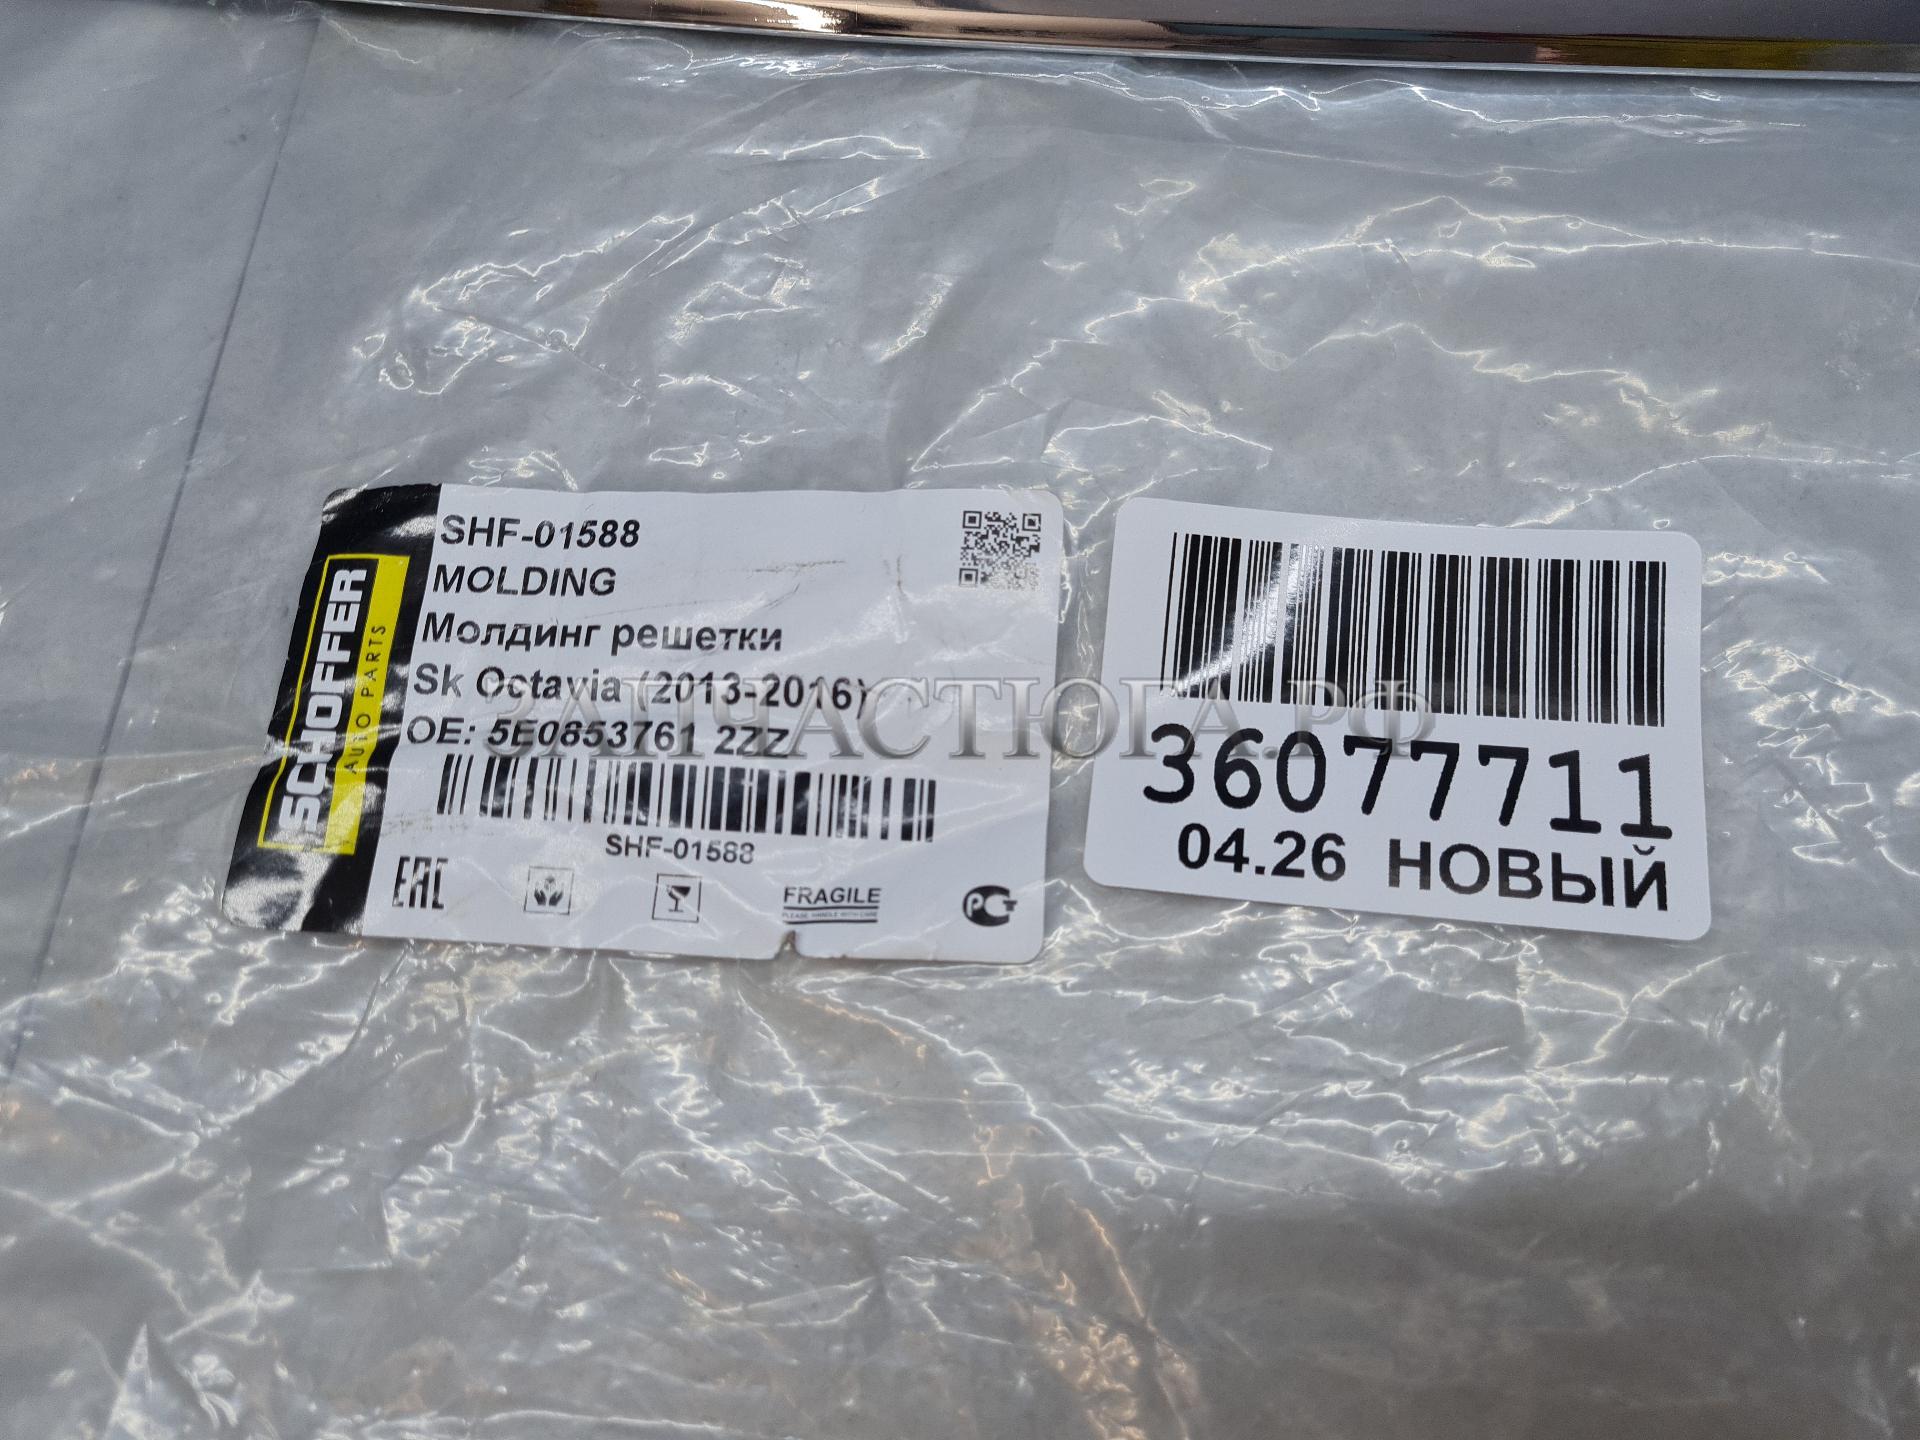 SCHOFFER
AUTO PARTS
SHF-01588
MOLDING
Молдинг решетки
Sk Octavia (2013-2016)
OE: 5E0853761 2ZZ
SHF-01588
EAC
FRAGILE
PLEASE HANDLE WITH CARE
РСТ
36077711
04.26 НОВЫЙ
ЗАПЧАСТЮГА.РФ